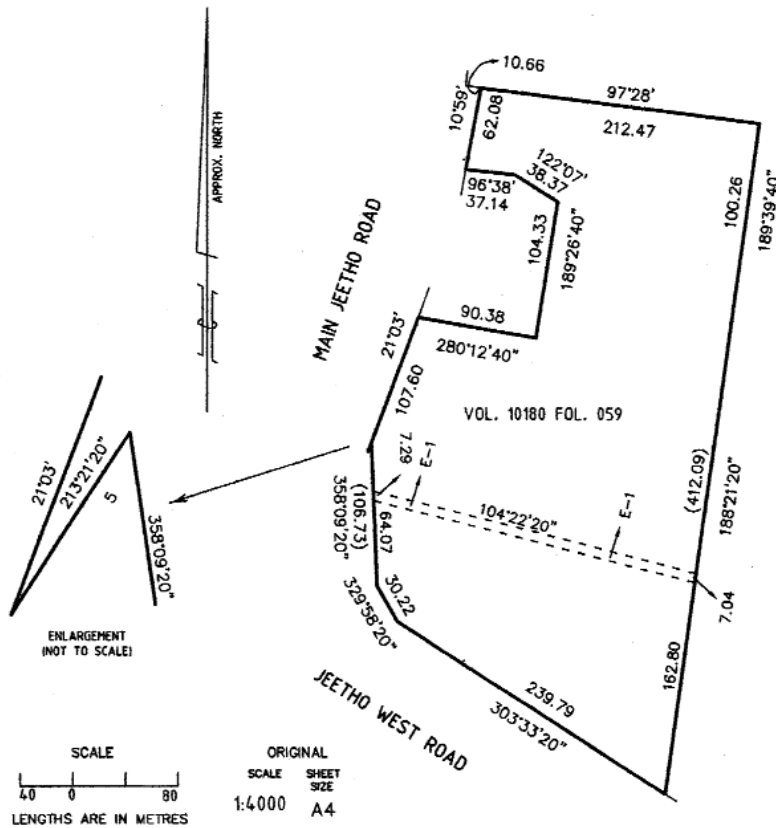 10.66
97°28'
212.47
10°59'
62.08
APPROX. NORTH
122°07'
38.37
96°38'
37.14
100.26
189°39'40"
104.33
189°26'40"
MAIN JEETHO ROAD
90.38
280°12'40"
21°03'
107.60
VOL. 10180 FOL. 059
7.29
E-1
(412.09)
188°21'20"
21°03'
213°21'20"
5
358°09'20"
358°09'20"
(106.73)
64.07
104°22'20"
E-1
7.04
30.22
329°58'20"
162.80
ENLARGEMENT
(NOT TO SCALE)
239.79
303°33'20"
JEETHO WEST ROAD
SCALE
40 0 80
LENGTHS ARE IN METRES
ORIGINAL
SCALE SHEET SIZE
1:4000 A4